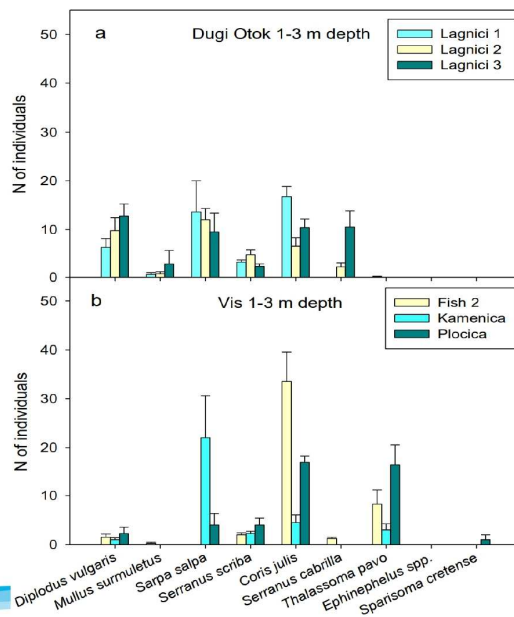 a
Dugi Otok 1-3 m depth
Lagnici 1
Lagnici 2
Lagnici 3
N of individuals
50
40
30
20
10
0
b
Vis 1-3 m depth
Fish 2
Kamenica
Plocica
N of individuals
50
40
30
20
10
0
Diplodus vulgaris
Mullus surmuletus
Sarpa salpa
Serranus scriba
Coris julis
Serranus cabrilla
Thalassoma pavo
Ephinephelus spp.
Sparisoma cretense